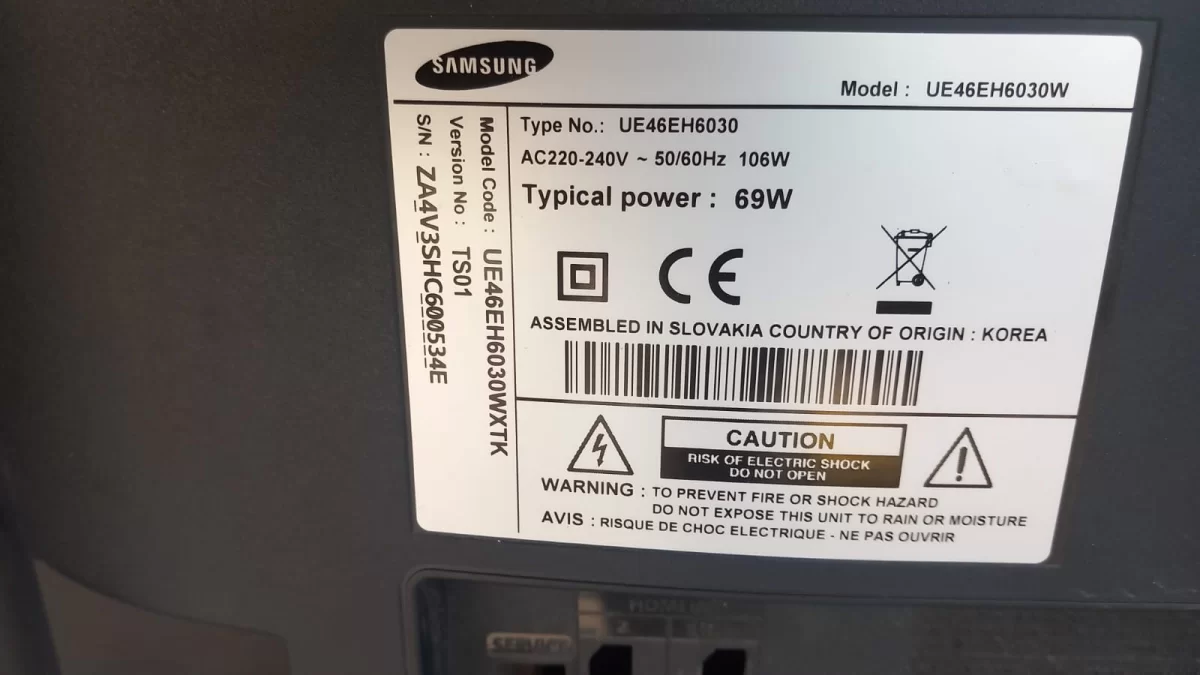 SAMSUNG
Model : UE46EH6030W
Model Code : UE46EH6030WXTK
Version No : TS01
S/N : ZA4V3SHC600534E
Type No.: UE46EH6030
AC220-240V ~ 50/60Hz 106W
Typical power : 69W
CE
ASSEMBLED IN SLOVAKIA COUNTRY OF ORIGIN : KOREA
CAUTION
RISK OF ELECTRIC SHOCK
DO NOT OPEN
WARNING : TO PREVENT FIRE OR SHOCK HAZARD
DO NOT EXPOSE THIS UNIT TO RAIN OR MOISTURE
AVIS : RISQUE DE CHOC ELECTRIQUE - NE PAS OUVRIR
SERVICE